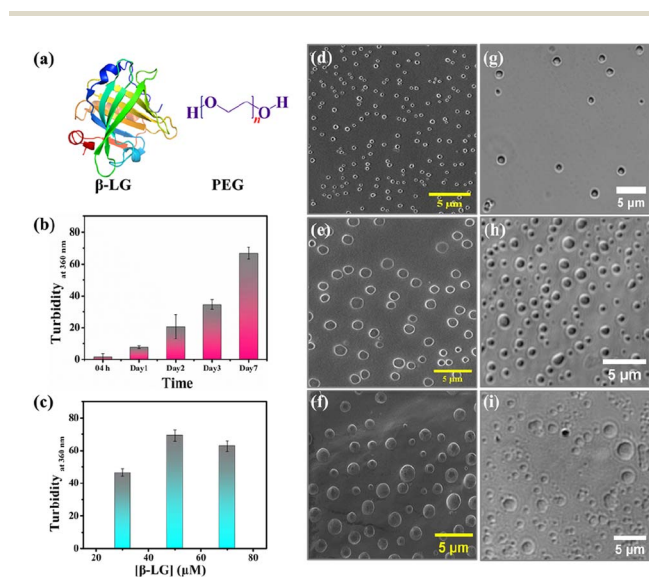 (a)
H
O
n
O
H
β-LG
PEG
(b)
Turbidity at 360 nm
80
60
40
20
0
04 h
Day1
Day2
Day3
Day7
Time
(c)
Turbidity at 360 nm
80
60
40
20
0
20
40
60
80
[β-LG] (μM)
(d)
5 μm
(g)
5 μm
(e)
5 μm
(h)
5 μm
(f)
5 μm
(i)
5 μm